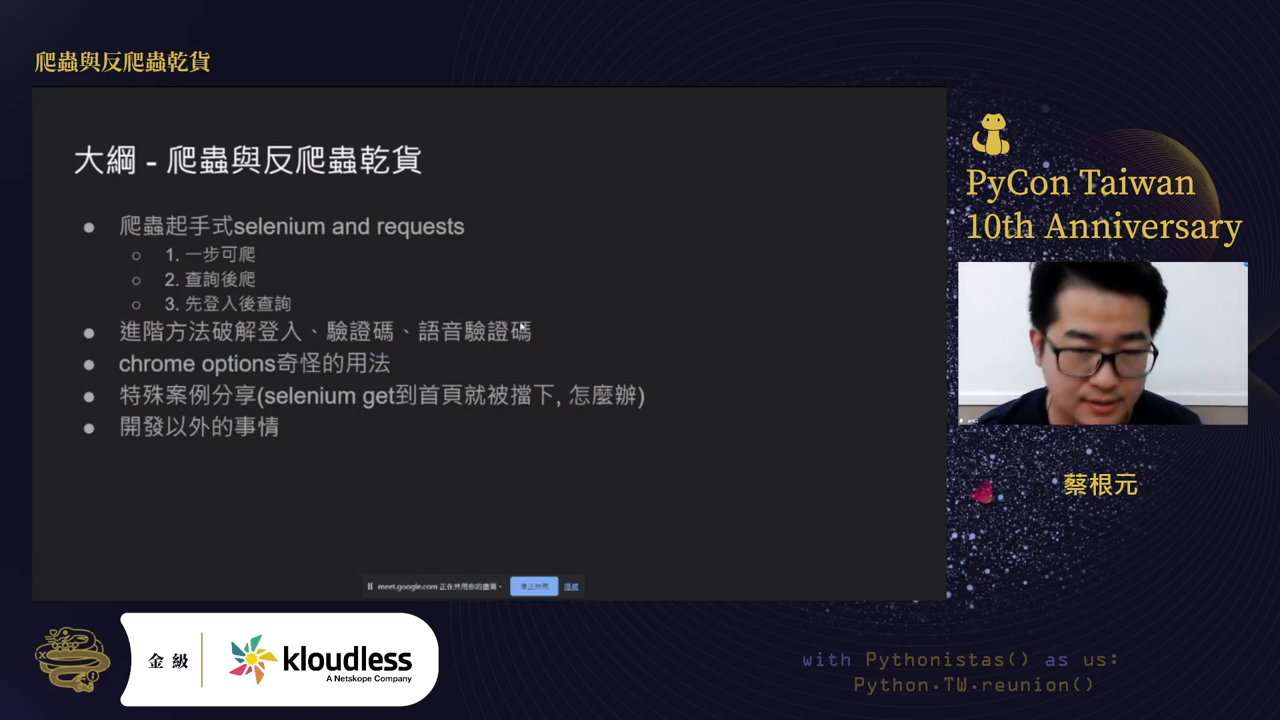 爬蟲與反爬蟲乾貨
大綱 - 爬蟲與反爬蟲乾貨
● 爬蟲起手式selenium and requests
○ 1. 一步可爬
○ 2. 查詢後爬
○ 3. 先登入後查詢
● 進階方法破解登入、驗證碼、語音驗證碼
● chrome options奇怪的用法
● 特殊案例分享(selenium get到首頁就被擋下, 怎麼辦)
● 開發以外的事情
meet.google.com 正在共用你的畫面。
停止共用
隱藏
PyCon Taiwan
10th Anniversary
蔡根元
金級
kloudless
A Netskope Company
with Pythonistas() as us:
Python.TW.reunion()